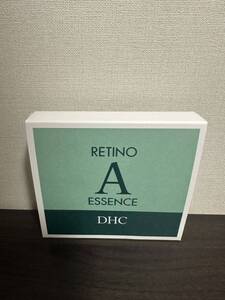 RETINO
A
ESSENCE
DHC